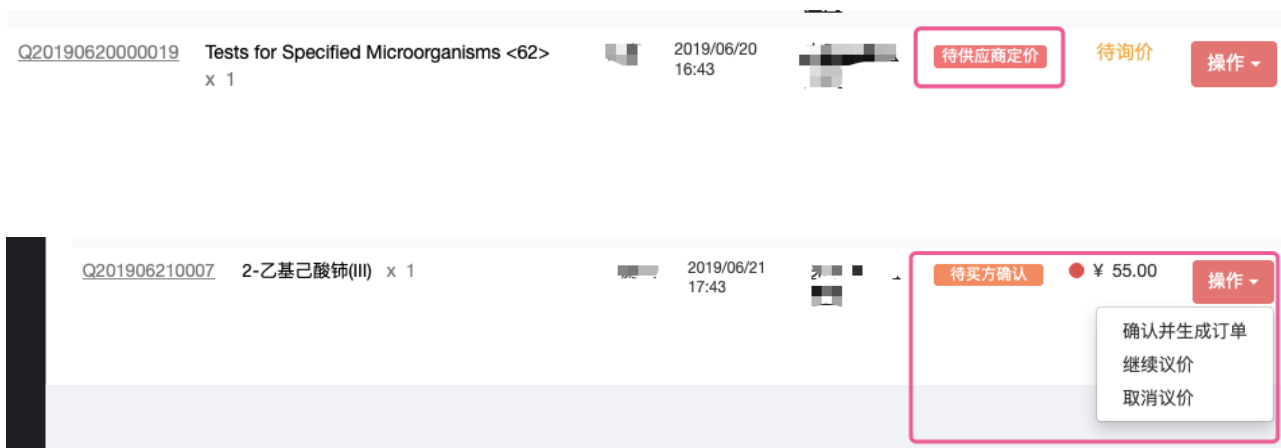 Q20190620000019 Tests for Specified Microorganisms <62> 2019/06/20 待供应商定价 待询价 操作
x 1 16:43
Q201906210007 2-乙基己酸铈(III) x 1 2019/06/21 待买方确认 ¥ 55.00 操作
17:43
确认并生成订单
继续议价
取消议价